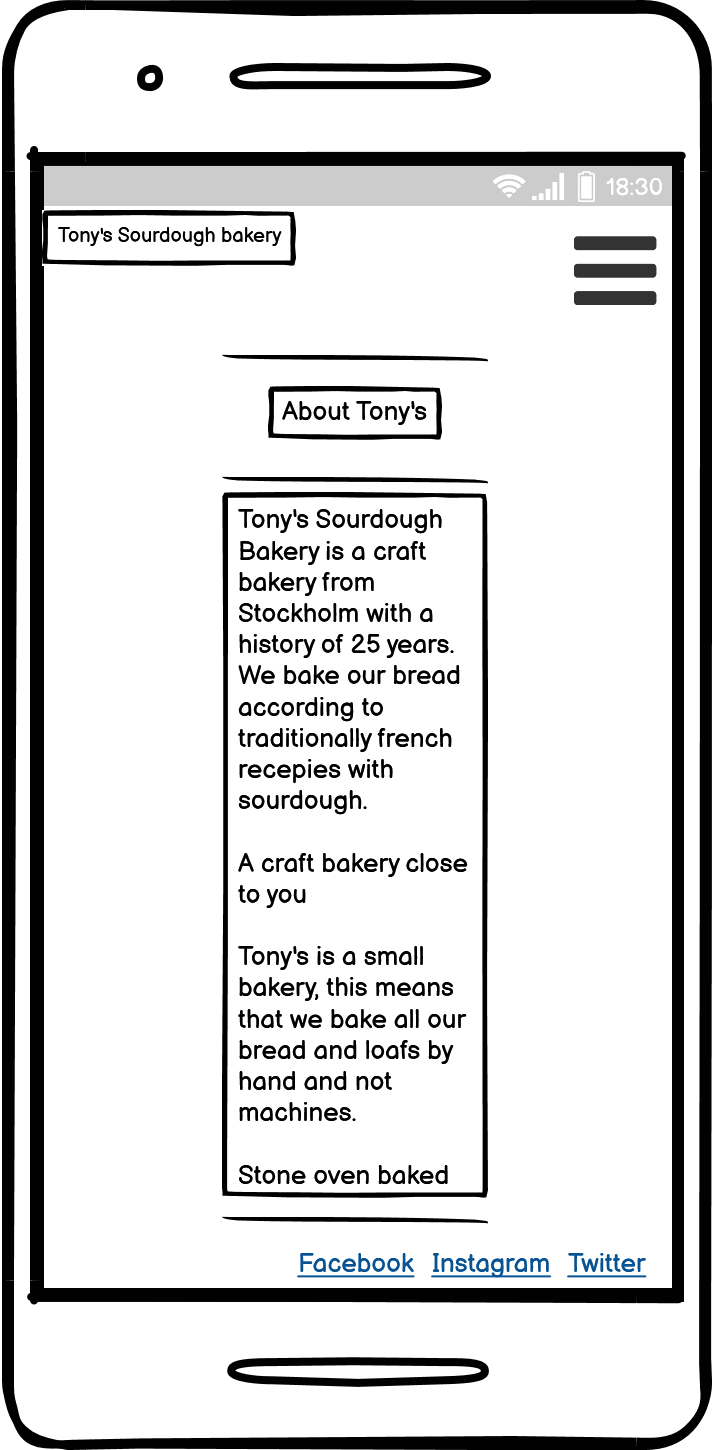 18:30
Tony's Sourdough bakery
About Tony's
Tony's Sourdough
Bakery is a craft
bakery from
Stockholm with a
history of 25 years.
We bake our bread
according to
traditionally french
recepies with
sourdough.
A craft bakery close
to you
Tony's is a small
bakery, this means
that we bake all our
bread and loafs by
hand and not
machines.
Stone oven baked
Facebook Instagram Twitter